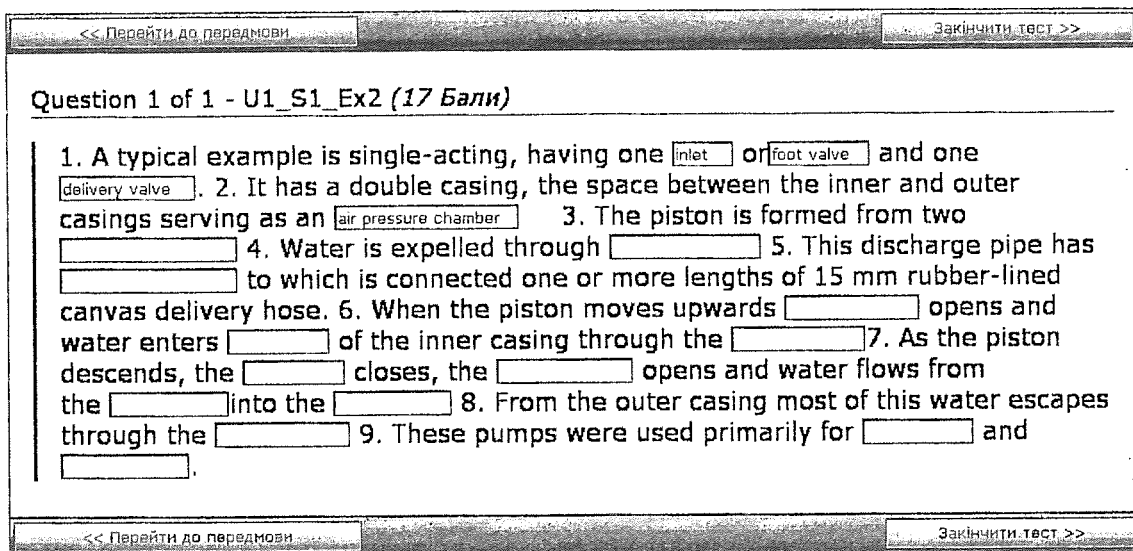 << Перейти до передмови Закінчити тест >>
Question 1 of 1 - U1_S1_Ex2 (17 Бали)
1. A typical example is single-acting, having one inlet or foot valve and one
delivery valve . 2. It has a double casing, the space between the inner and outer
casings serving as an air pressure chamber 3. The piston is formed from two
4. Water is expelled through 5. This discharge pipe has
to which is connected one or more lengths of 15 mm rubber-lined
canvas delivery hose. 6. When the piston moves upwards opens and
water enters of the inner casing through the 7. As the piston
descends, the closes, the opens and water flows from
the into the 8. From the outer casing most of this water escapes
through the 9. These pumps were used primarily for and
.
<< Перейти до передмови Закінчити тест >>